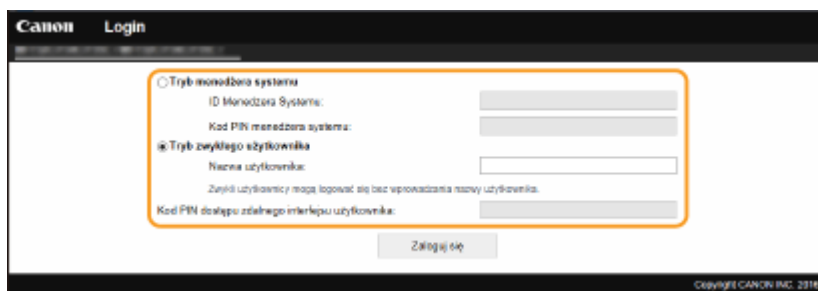 Canon Login
Tryb menedżera systemu
ID Menedżera Systemu:
Kod PIN menedżera systemu:
Tryb zwykłego użytkownika
Nazwa użytkownika:
Zwykli użytkownicy mogą logować się bez wprowadzania nazwy użytkownika.
Kod PIN dostępu zdalnego interfejsu użytkownika:
Zaloguj się
Copyright CANON INC. 2016